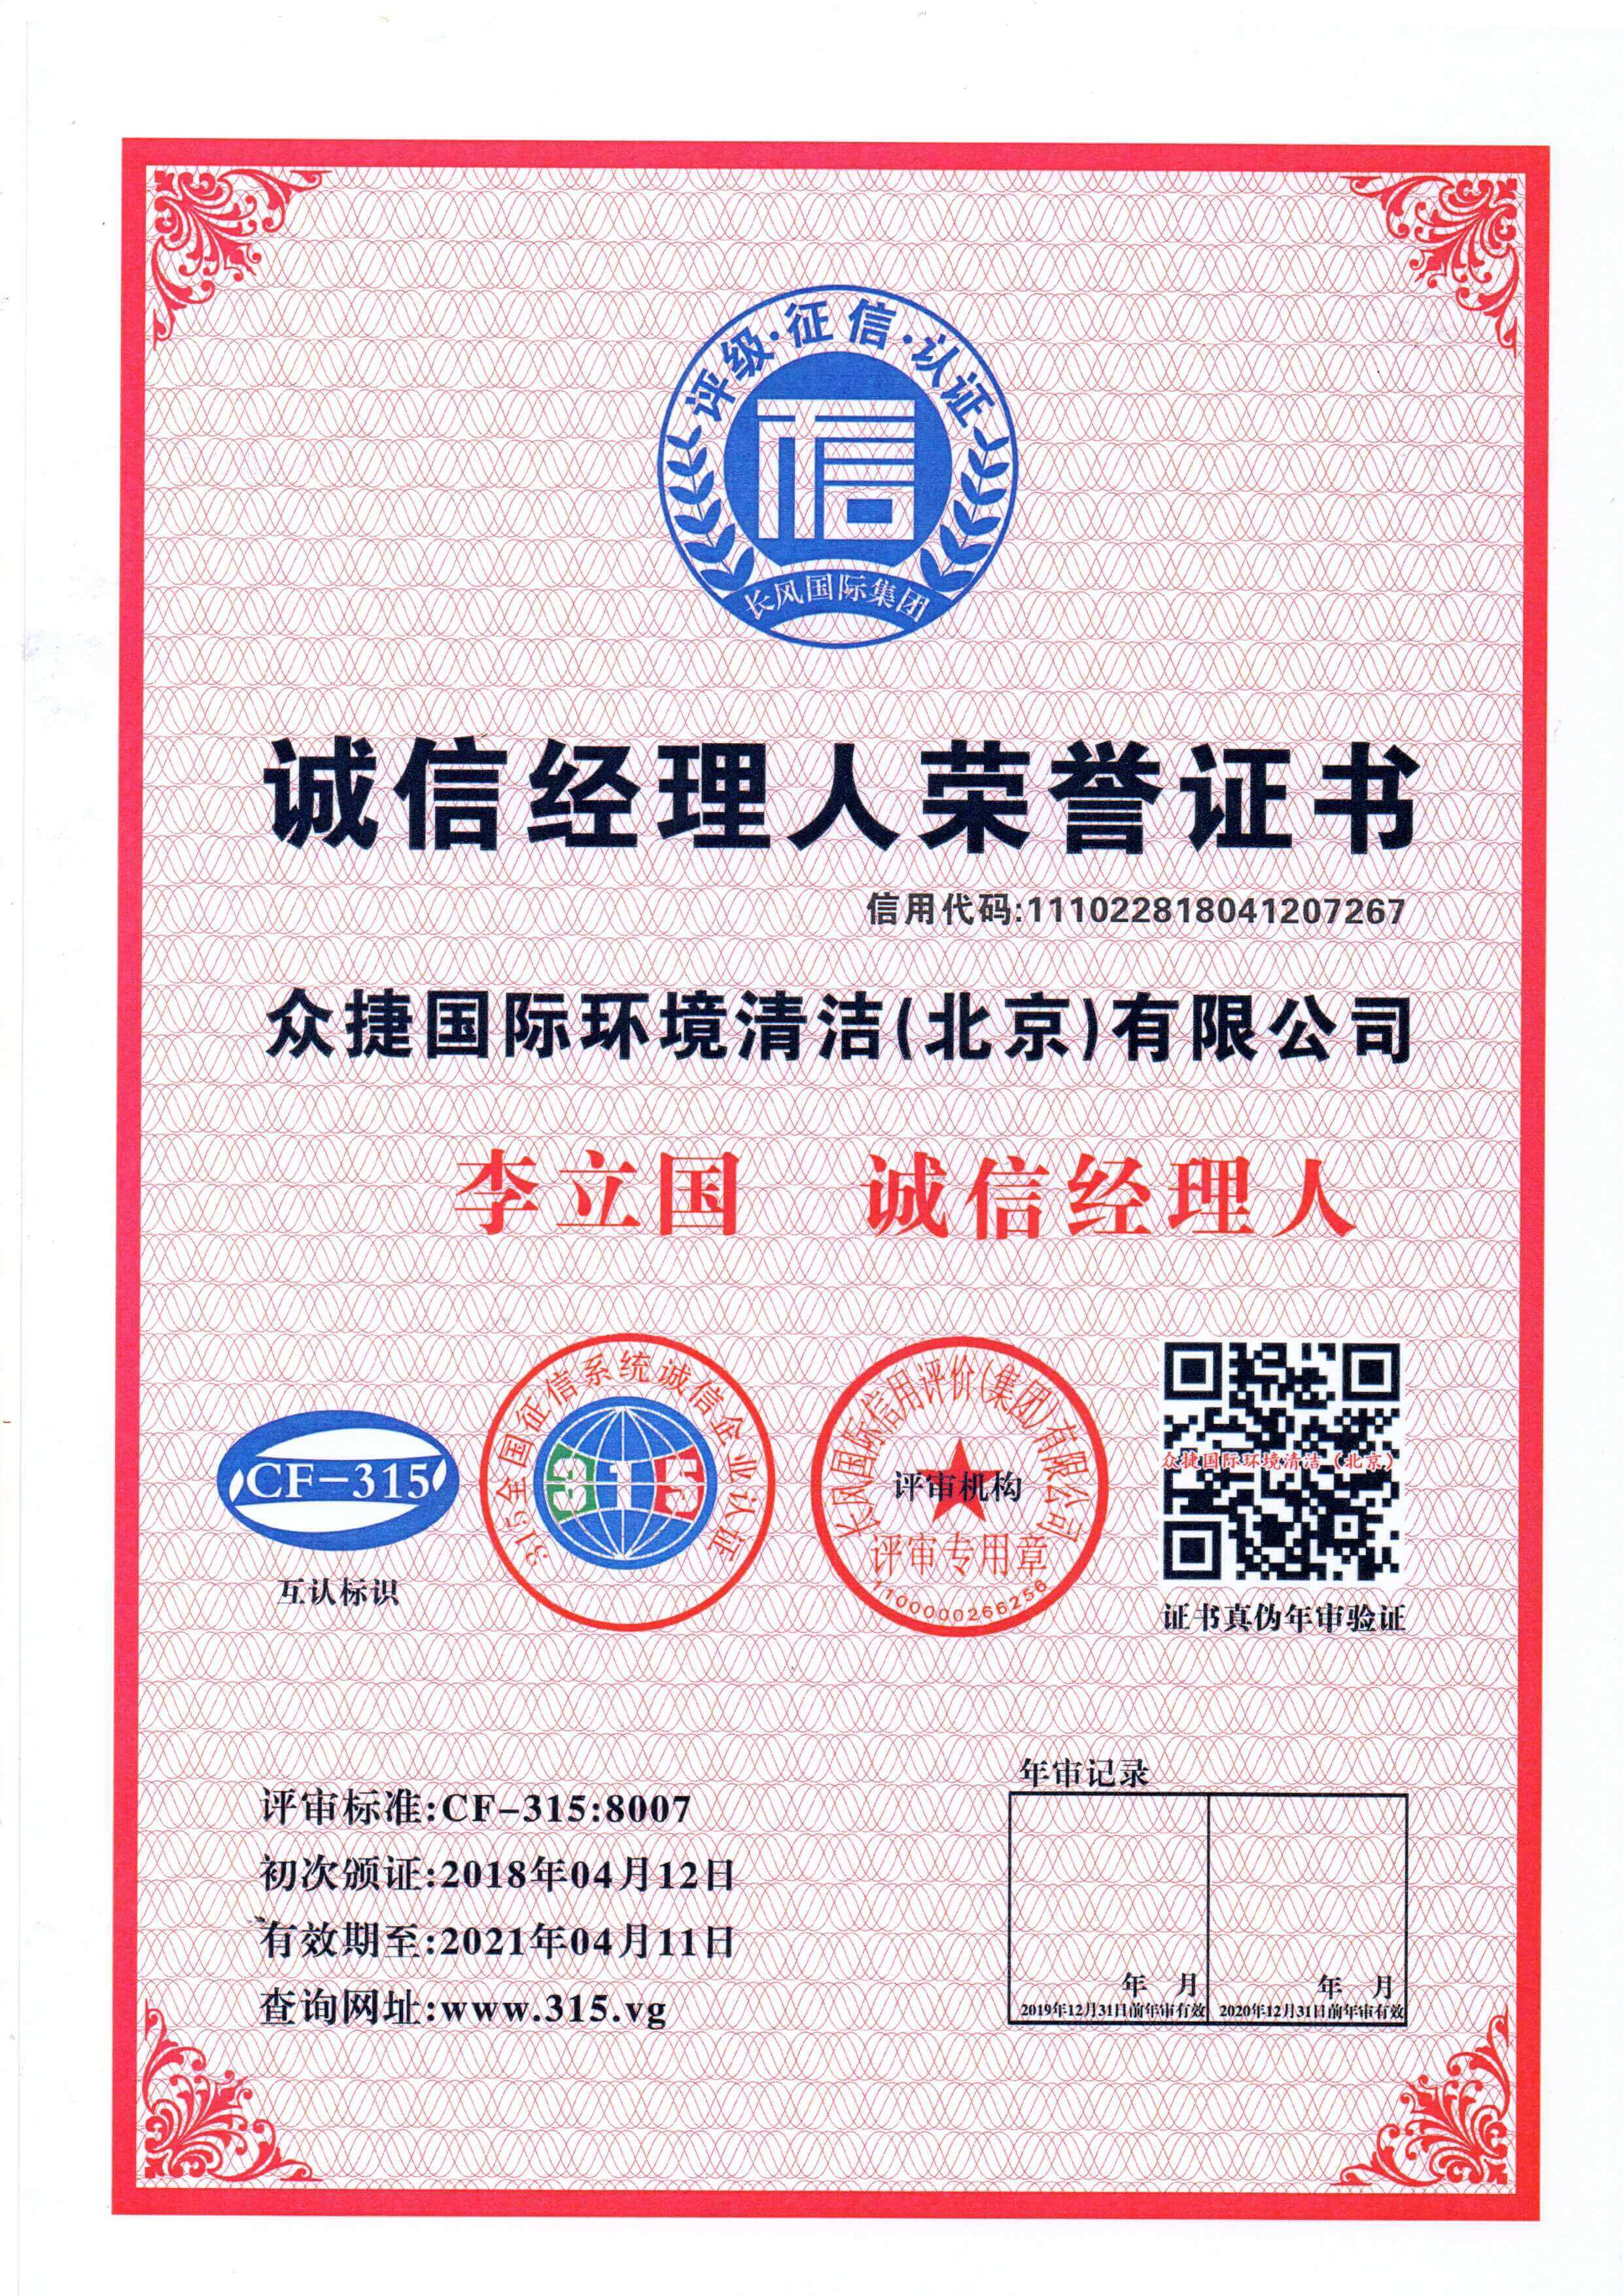 评级·征信·认证
信
长风国际集团
诚信经理人荣誉证书
信用代码:111022818041207267
众捷国际环境清洁(北京)有限公司
李立国 诚信经理人
CF-315
互认标识
315全国征信系统诚信企业认证
315
长风国际信用评价(集团)有限公司
评审机构
评审专用章
1100000266256
众捷国际环境清洁（北京）
证书真伪年审验证
评审标准:CF-315:8007
初次颁证:2018年04月12日
有效期至:2021年04月11日
查询网址:www.315.vg
年审记录
年 月
2019年12月31日前年审有效
年 月
2020年12月31日前年审有效